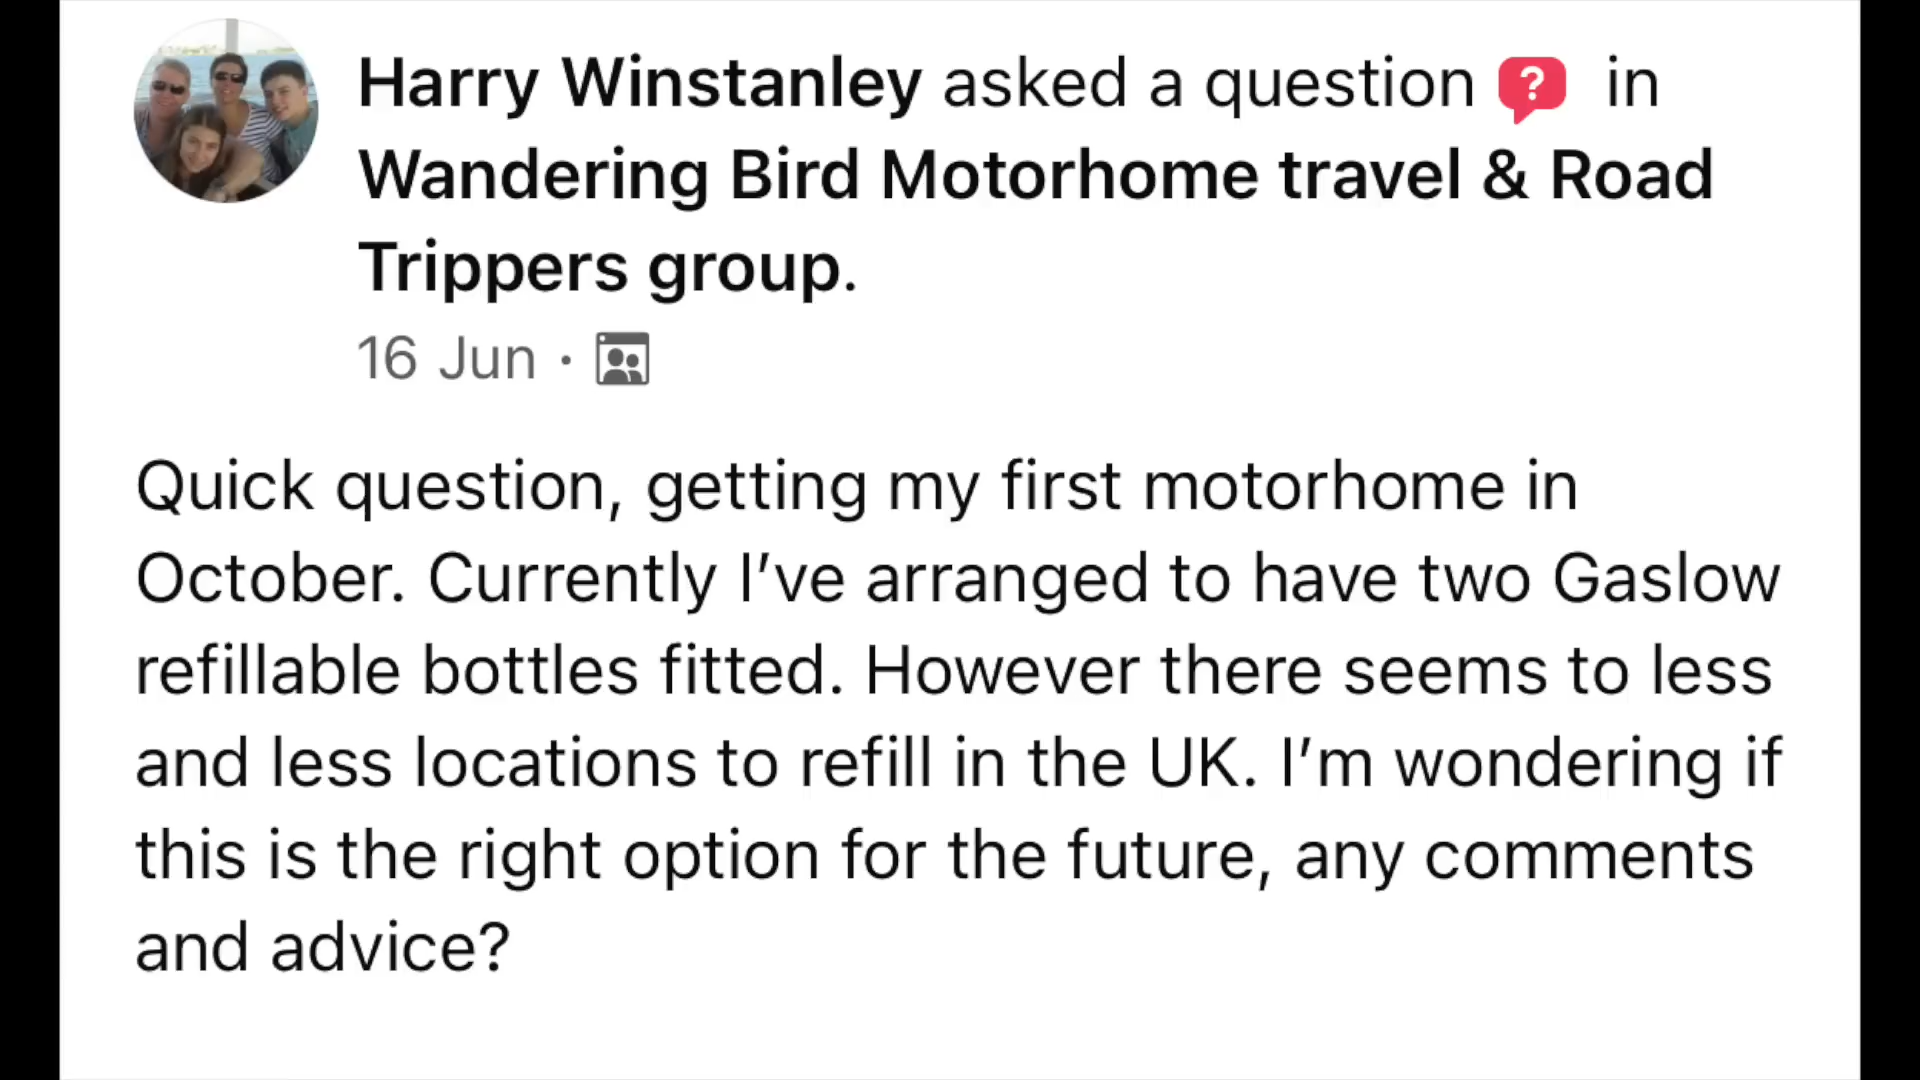 Harry Winstanley asked a question ? in
Wandering Bird Motorhome travel & Road
Trippers group.
16 Jun ·
Quick question, getting my first motorhome in
October. Currently I’ve arranged to have two Gaslow
refillable bottles fitted. However there seems to less
and less locations to refill in the UK. I’m wondering if
this is the right option for the future, any comments
and advice?